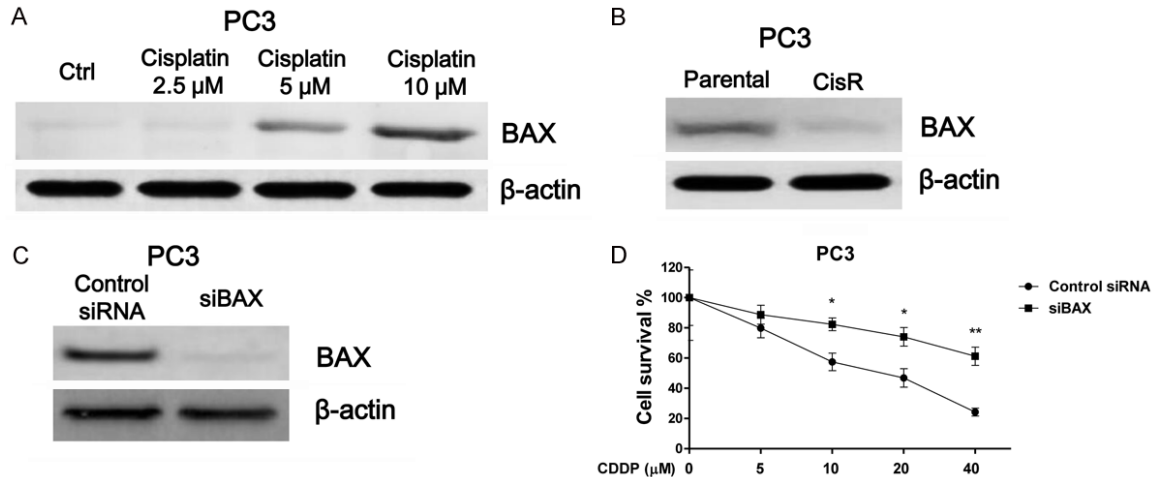 A
PC3
Ctrl
Cisplatin
2.5 µM
Cisplatin
5 µM
Cisplatin
10 µM
BAX
β-actin
B
PC3
Parental
CisR
BAX
β-actin
C
PC3
Control
siRNA
siBAX
BAX
β-actin
D
PC3
Cell survival %
120
100
80
60
40
20
0
*
*
**
CDDP (µM)
0
5
10
20
40
Control siRNA
siBAX